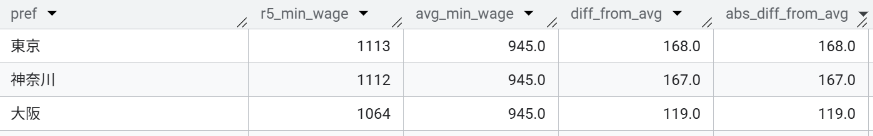 pref r5_min_wage avg_min_wage diff_from_avg abs_diff_from_avg
東京 1113 945.0 168.0 168.0
神奈川 1112 945.0 167.0 167.0
大阪 1064 945.0 119.0 119.0